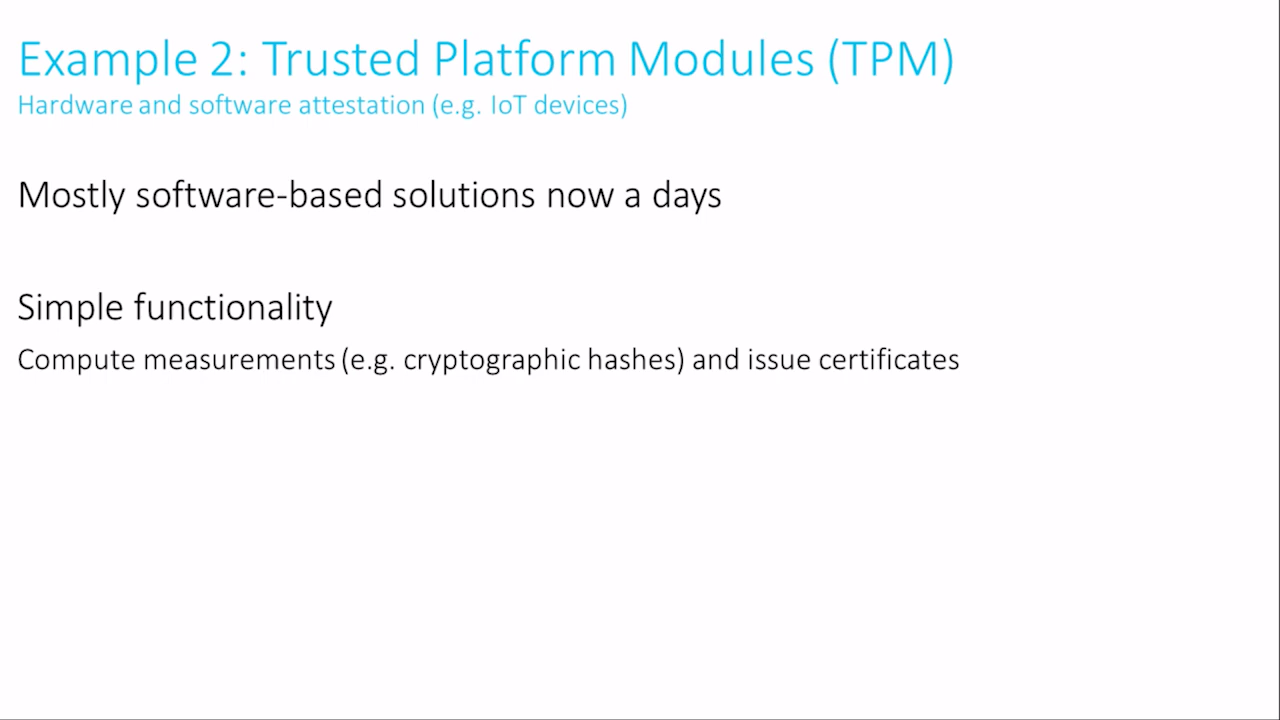 Example 2: Trusted Platform Modules (TPM)
Hardware and software attestation (e.g. IoT devices)
Mostly software-based solutions now a days
Simple functionality
Compute measurements (e.g. cryptographic hashes) and issue certificates